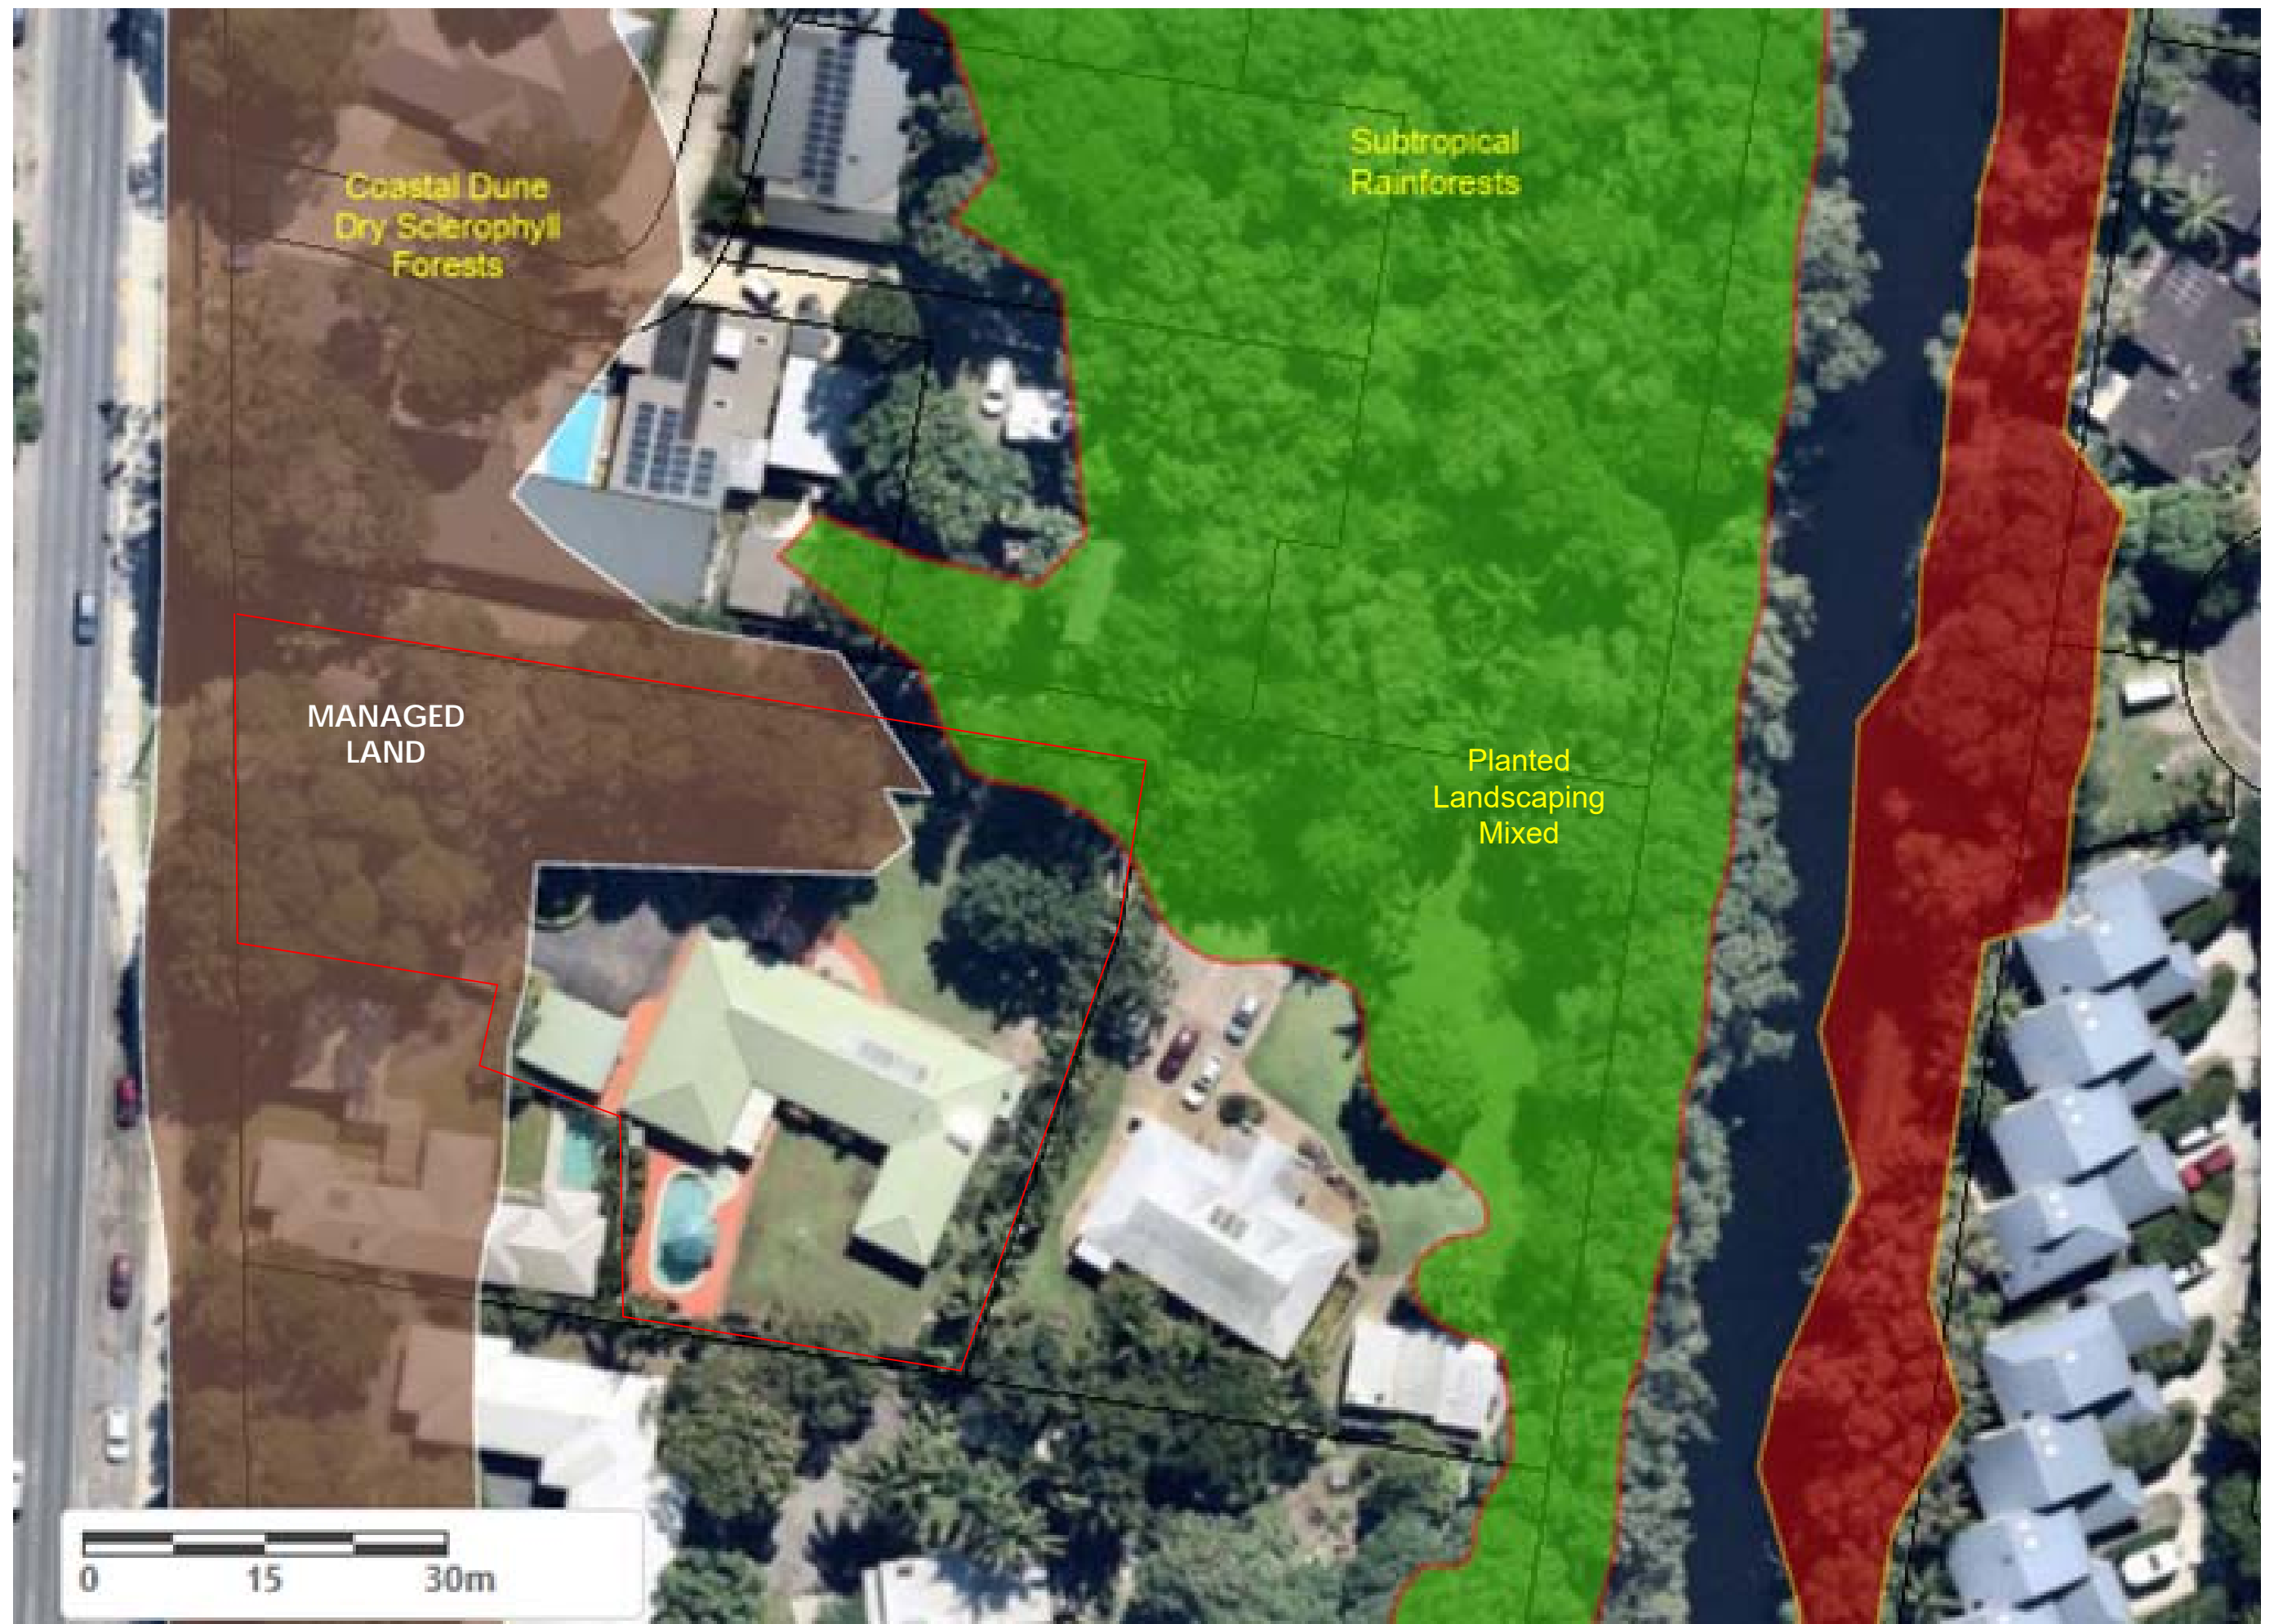 Subtropical
Rainforests
Coastal Dune
Dry Sclerophyll
Forests
MANAGED
LAND
Planted
Landscaping
Mixed
0 15 30m